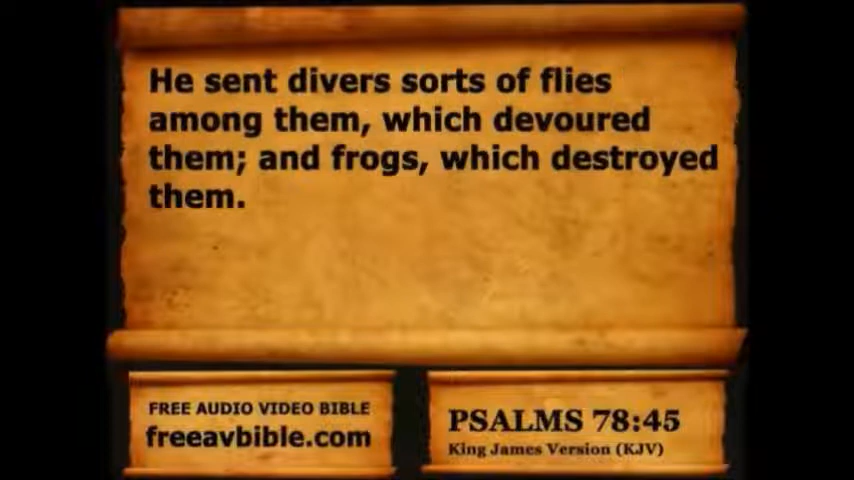 He sent divers sorts of flies
among them, which devoured
them; and frogs, which destroyed
them.
FREE AUDIO VIDEO BIBLE
freeavbible.com
PSALMS 78:45
King James Version (KJV)